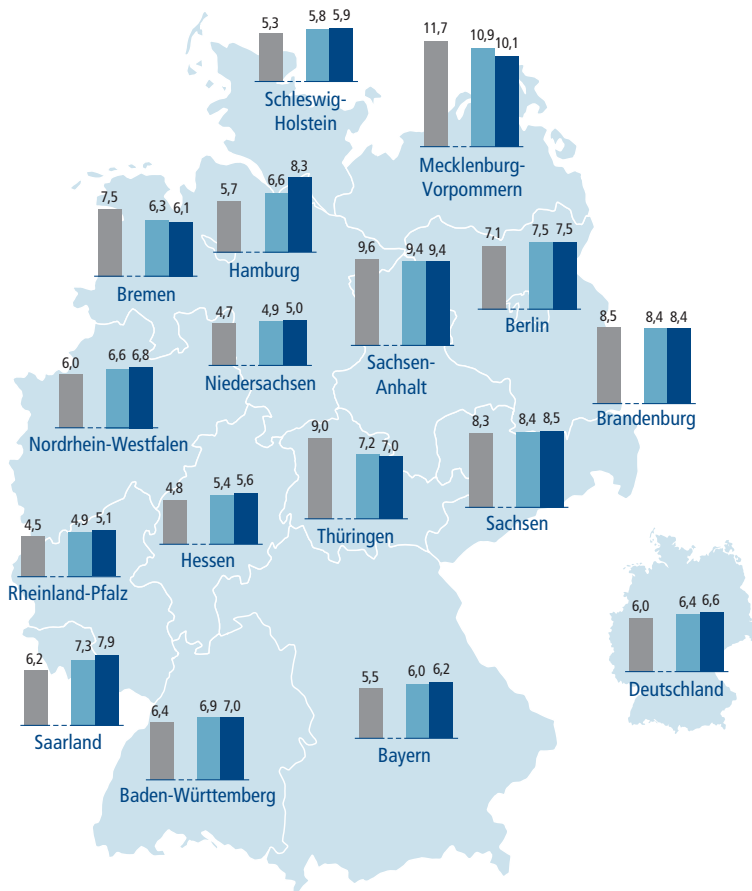 5,3 5,8 5,9
Schleswig-
Holstein
11,7 10,9 10,1
Mecklenburg-
Vorpommern
7,5 6,3 6,1
Bremen
5,7 6,6 8,3
Hamburg
9,6 9,4 9,4
Sachsen-
Anhalt
7,1 7,5 7,5
Berlin
4,7 4,9 5,0
Niedersachsen
8,5 8,4 8,4
Brandenburg
6,0 6,6 6,8
Nordrhein-Westfalen
9,0 7,2 7,0
Thüringen
8,3 8,4 8,5
Sachsen
4,8 5,4 5,6
Hessen
4,5 4,9 5,1
Rheinland-Pfalz
6,0 6,4 6,6
Deutschland
6,2 7,3 7,9
Saarland
6,4 6,9 7,0
Baden-Württemberg
5,5 6,0 6,2
Bayern